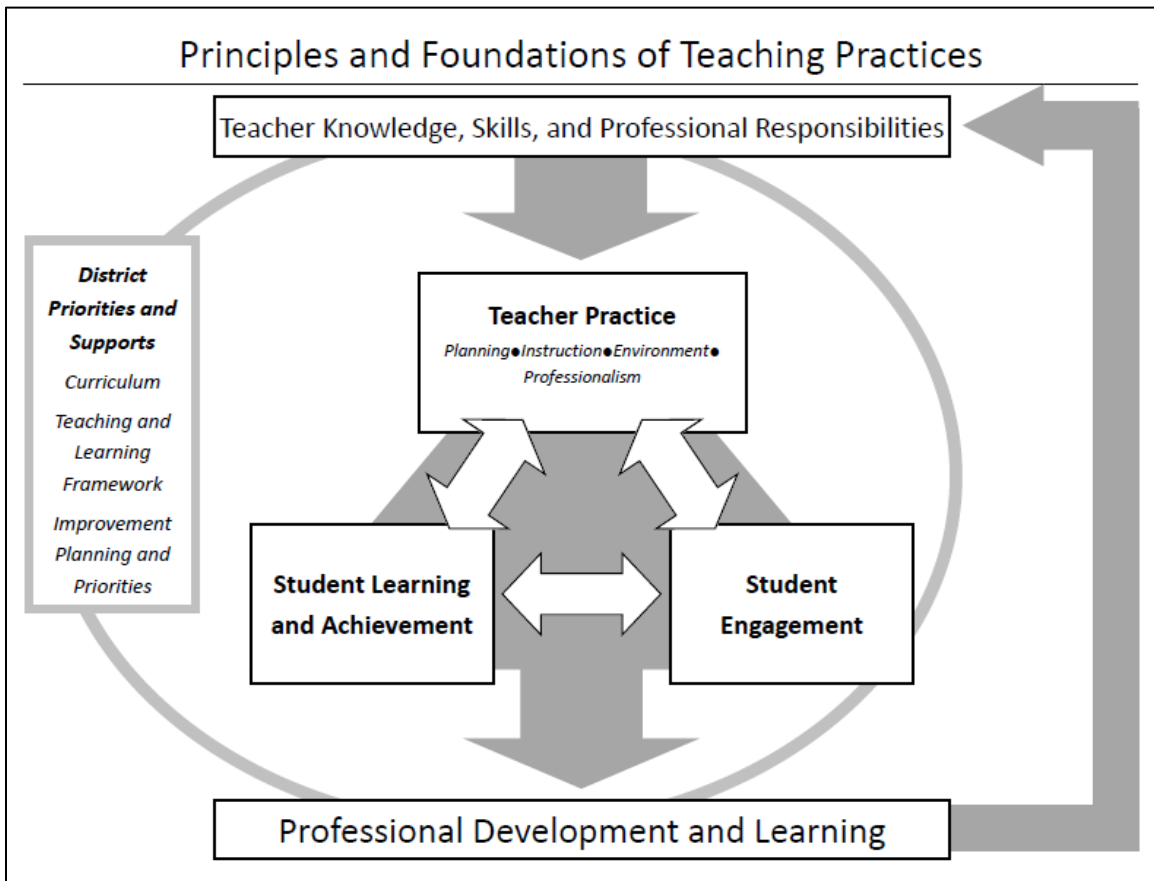 Principles and Foundations of Teaching Practices
Teacher Knowledge, Skills, and Professional Responsibilities
District
Priorities and
Supports
Curriculum
Teaching and
Learning
Framework
Improvement
Planning and
Priorities
Teacher Practice
Planning●Instruction●Environment●
Professionalism
Student Learning
and Achievement
Student
Engagement
Professional Development and Learning